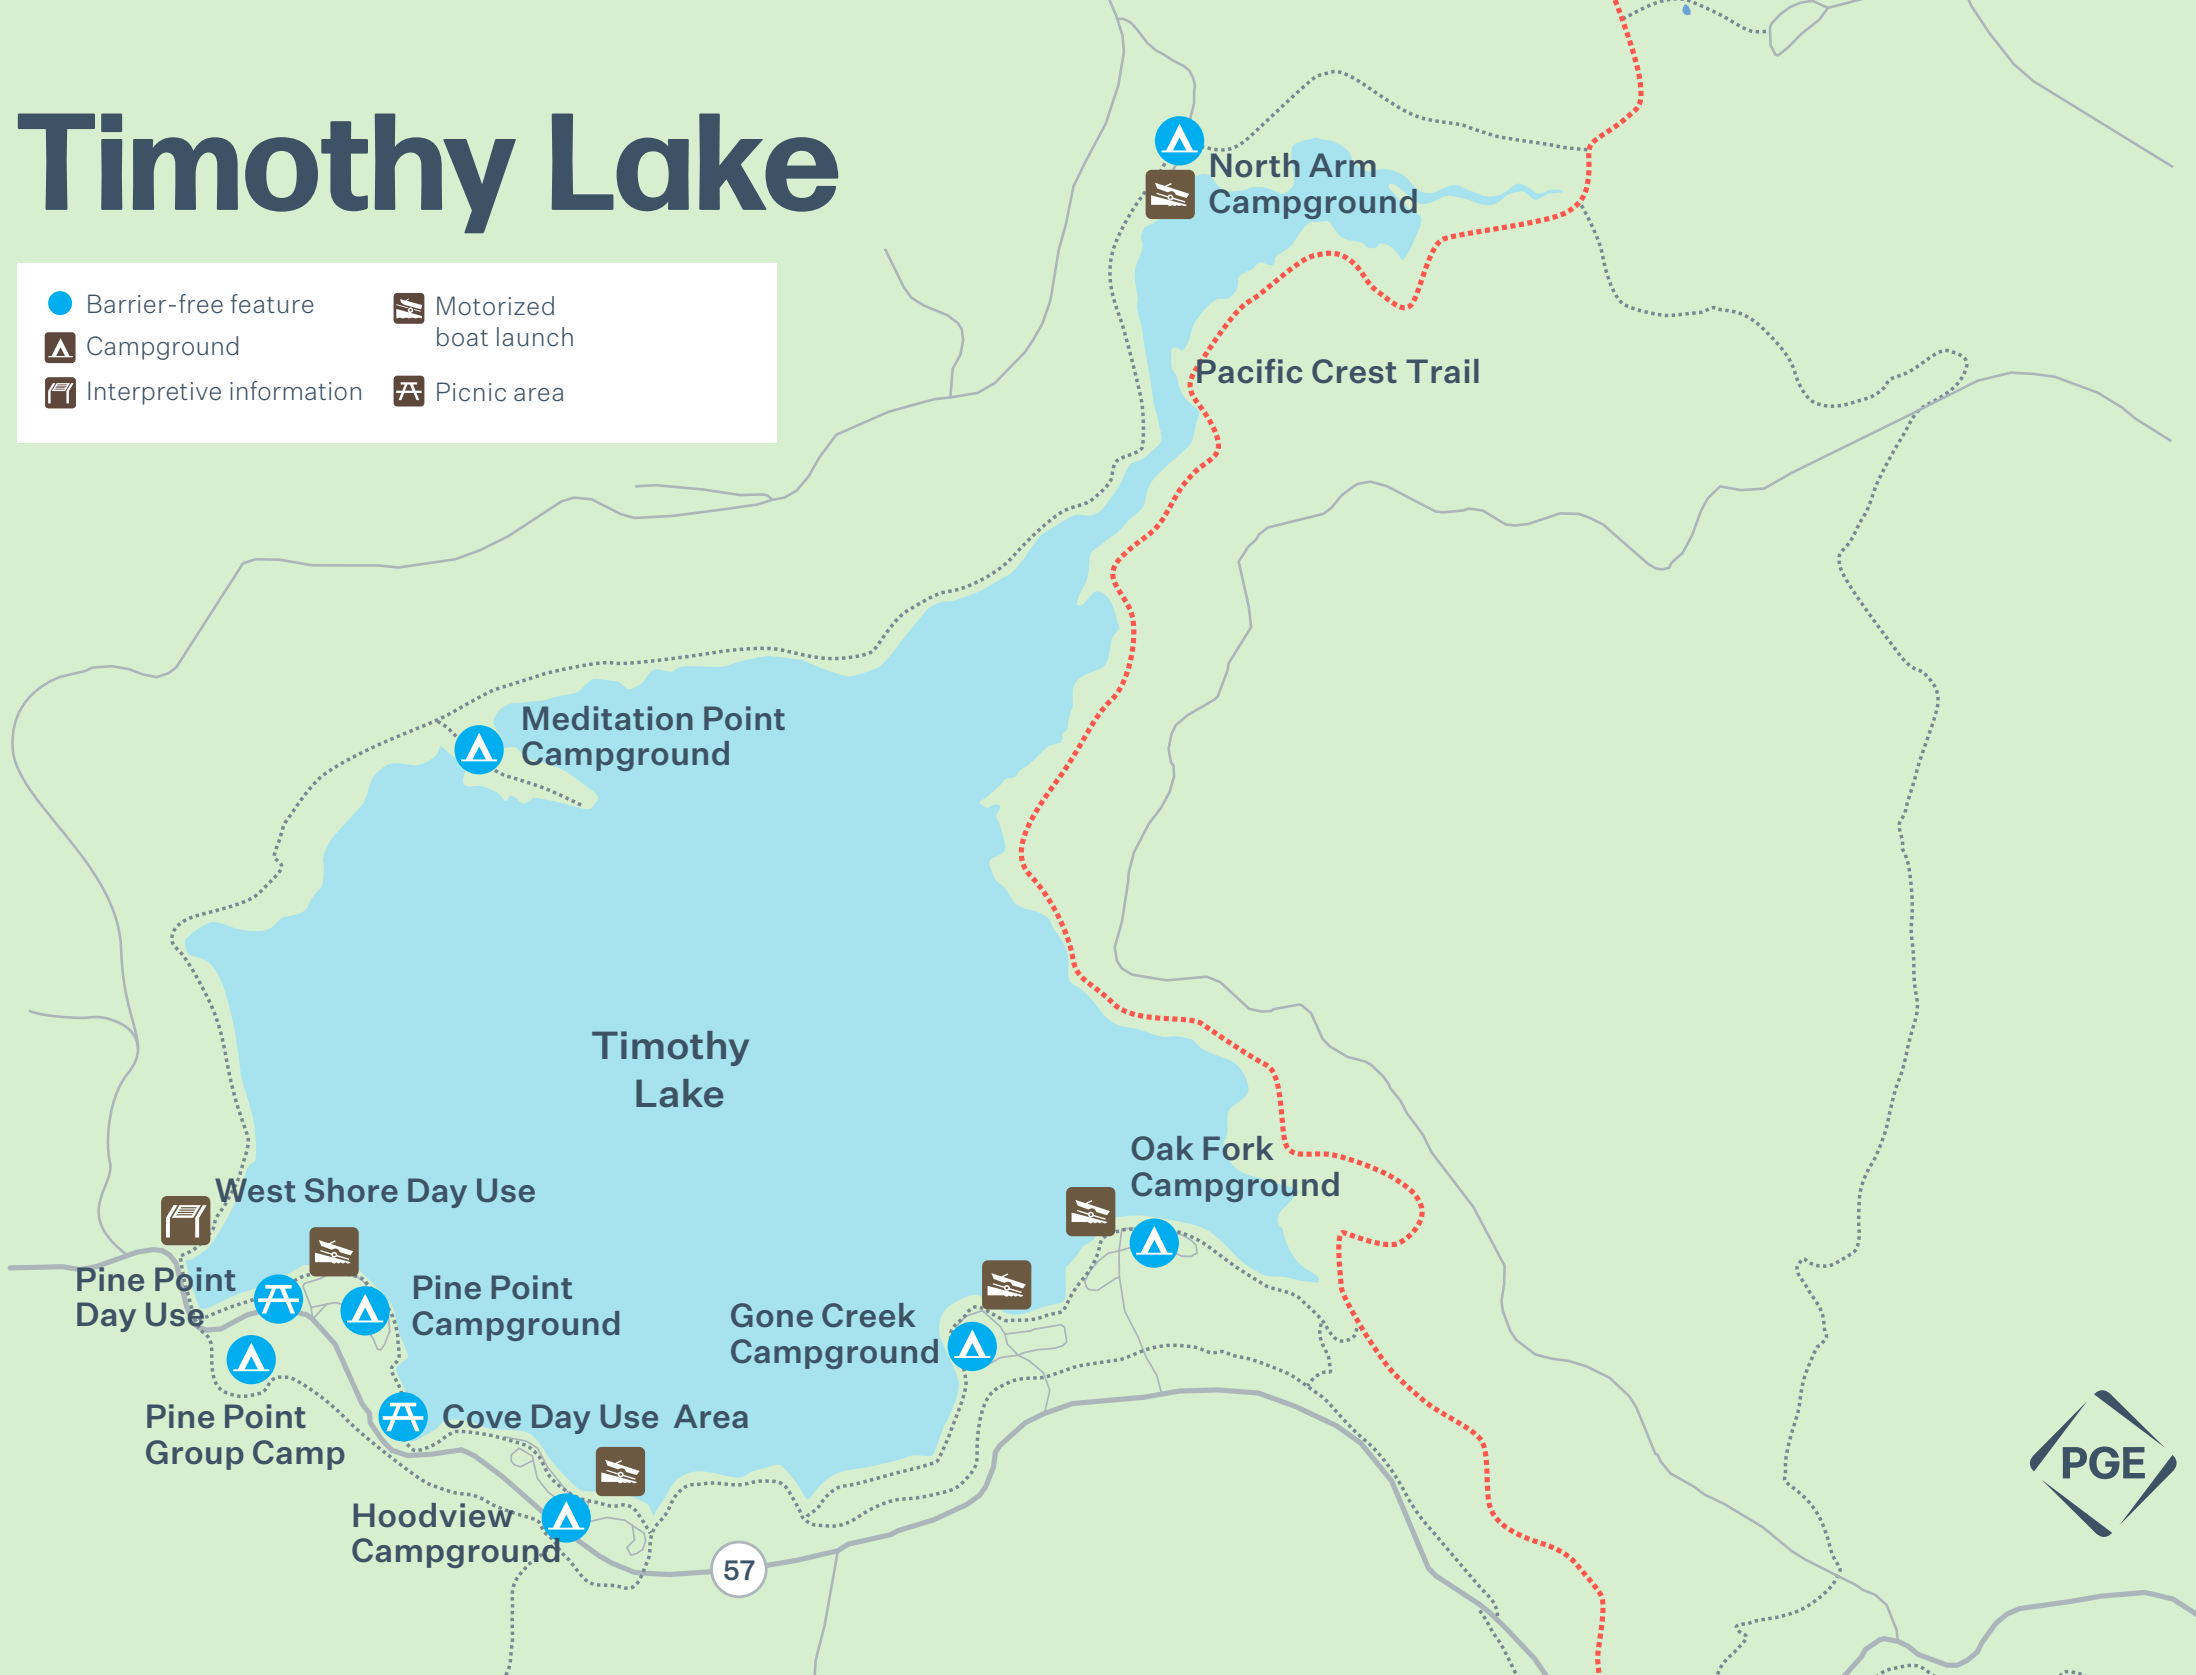 Timothy Lake
Barrier-free feature
Campground
Interpretive information
Motorized
boat launch
Picnic area
North Arm
Campground
Pacific Crest Trail
Meditation Point
Campground
Timothy
Lake
Oak Fork
Campground
West Shore Day Use
Pine Point
Day Use
Pine Point
Campground
Gone Creek
Campground
Pine Point
Group Camp
Cove Day Use Area
Hoodview
Campground
57
PGE